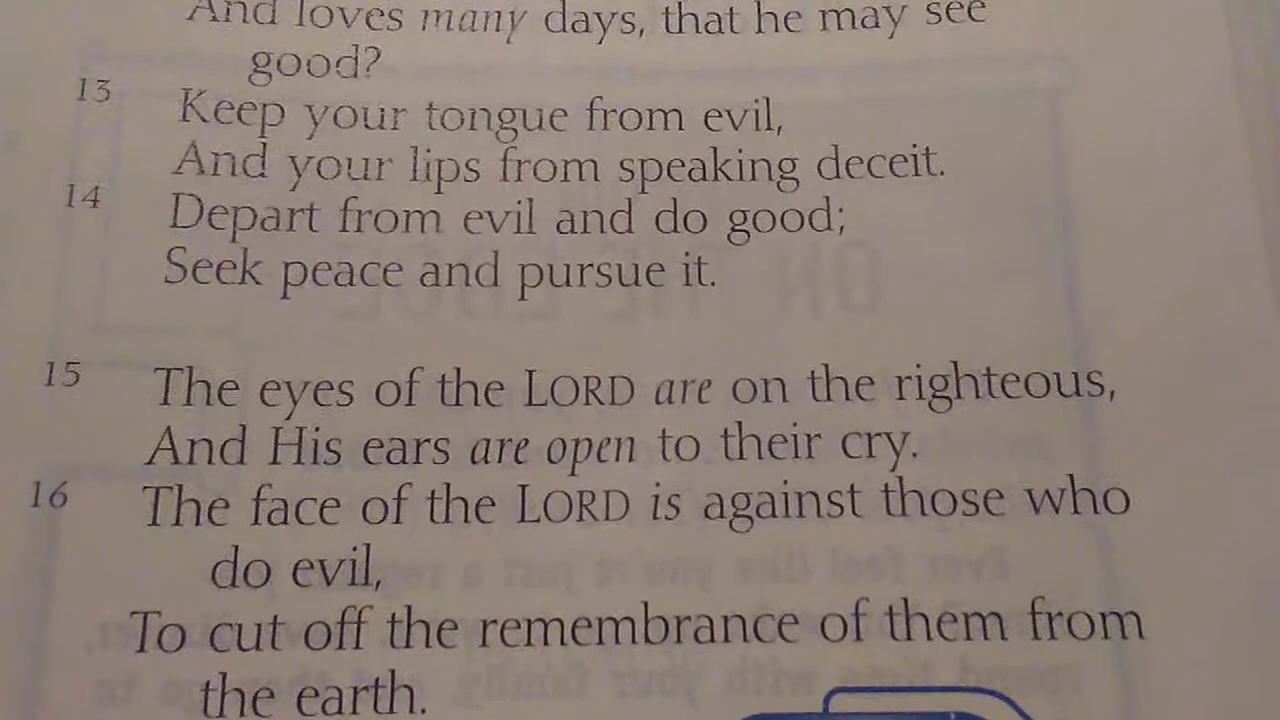 And loves many days, that he may see
good?
13 Keep your tongue from evil,
And your lips from speaking deceit.
14 Depart from evil and do good;
Seek peace and pursue it.
15 The eyes of the LORD are on the righteous,
And His ears are open to their cry.
16 The face of the LORD is against those who
do evil,
To cut off the remembrance of them from
the earth.